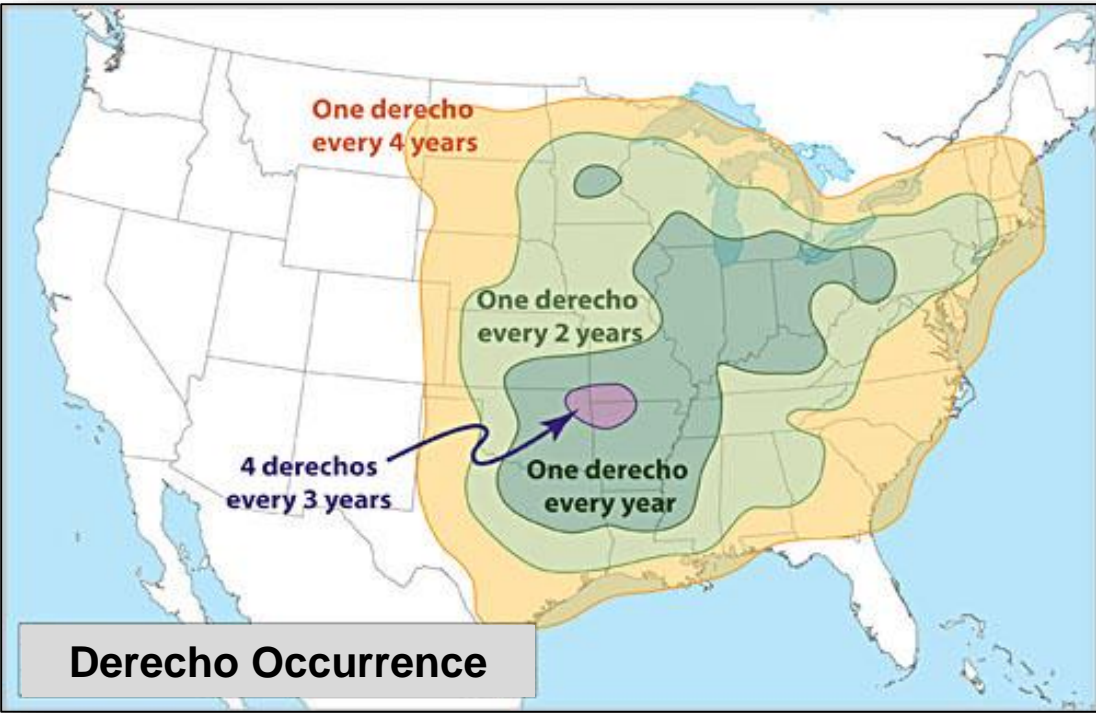 One derecho
every 4 years
One derecho
every 2 years
4 derechos
every 3 years
One derecho
every year
Derecho Occurrence